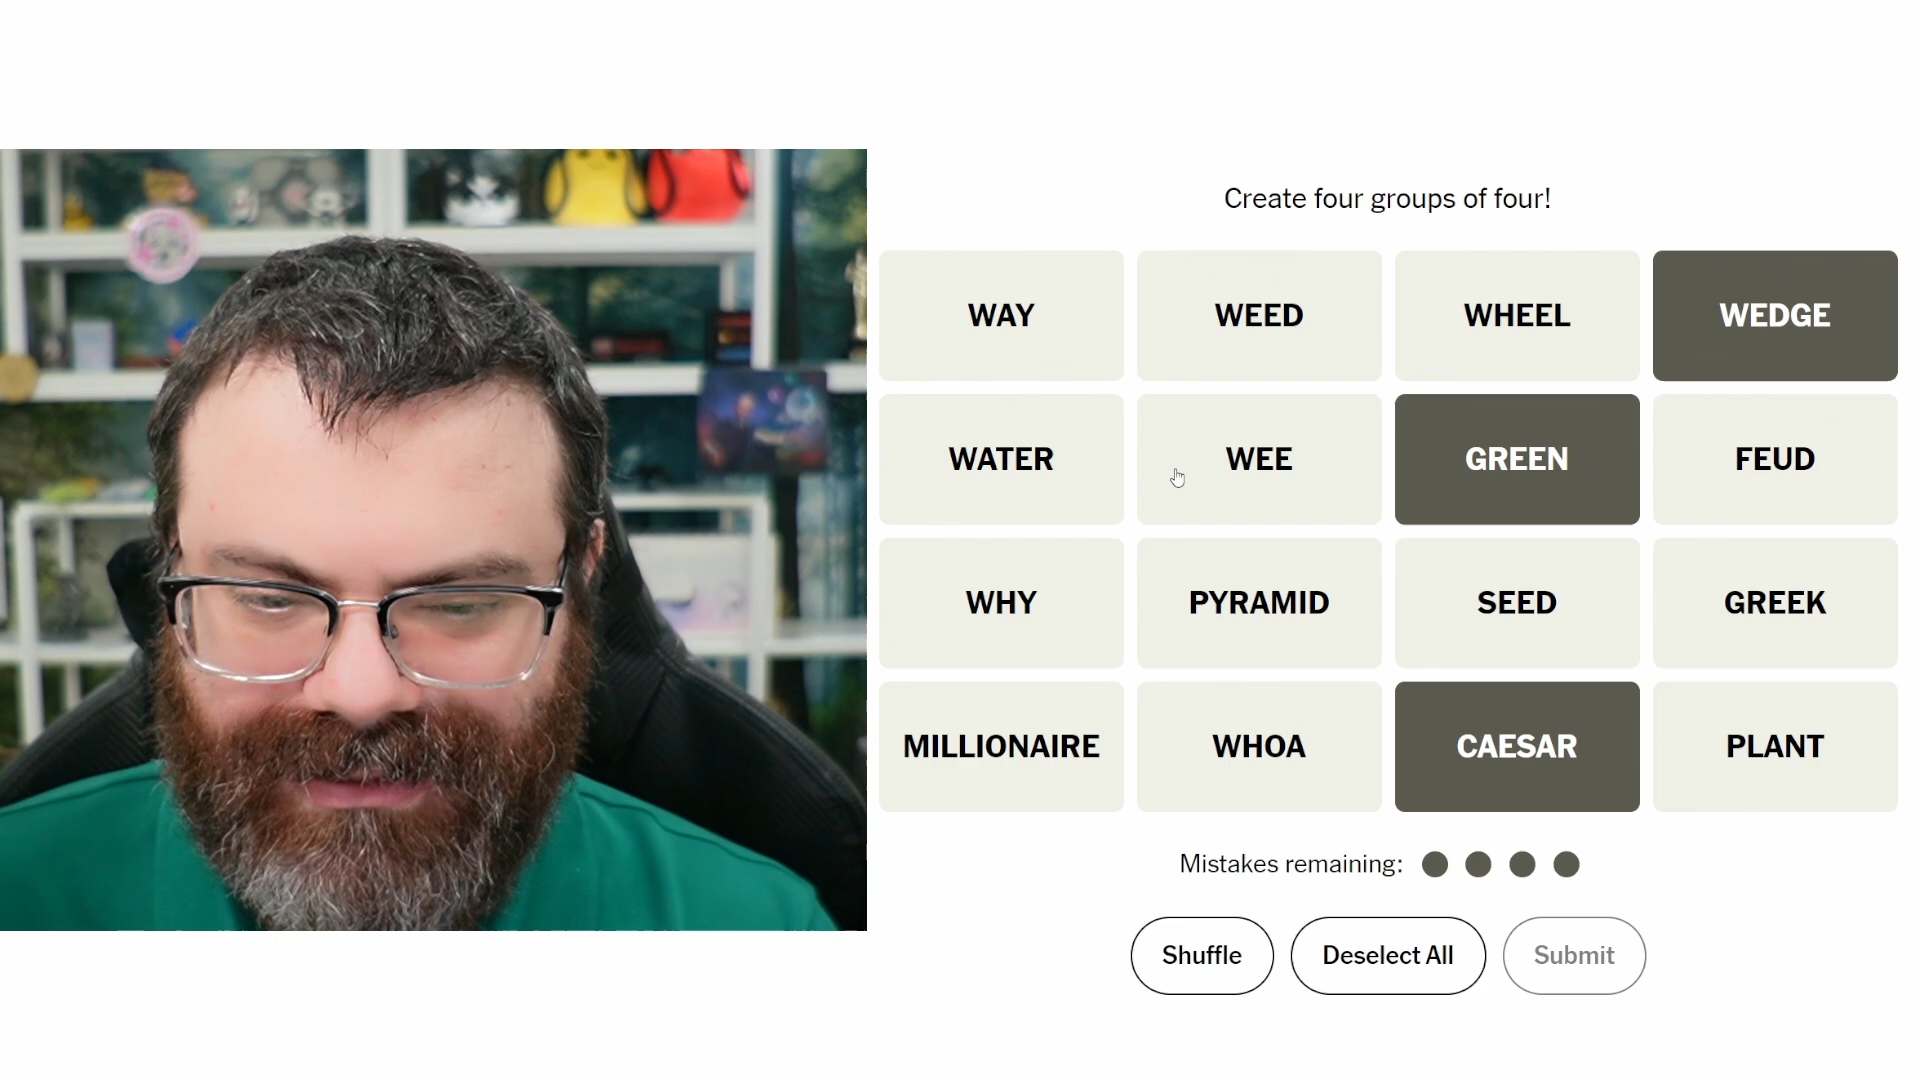 Create four groups of four!
WAY WEED WHEEL WEDGE
WATER WEE GREEN FEUD
WHY PYRAMID SEED GREEK
MILLIONAIRE WHOA CAESAR PLANT
Mistakes remaining:
Shuffle Deselect All Submit